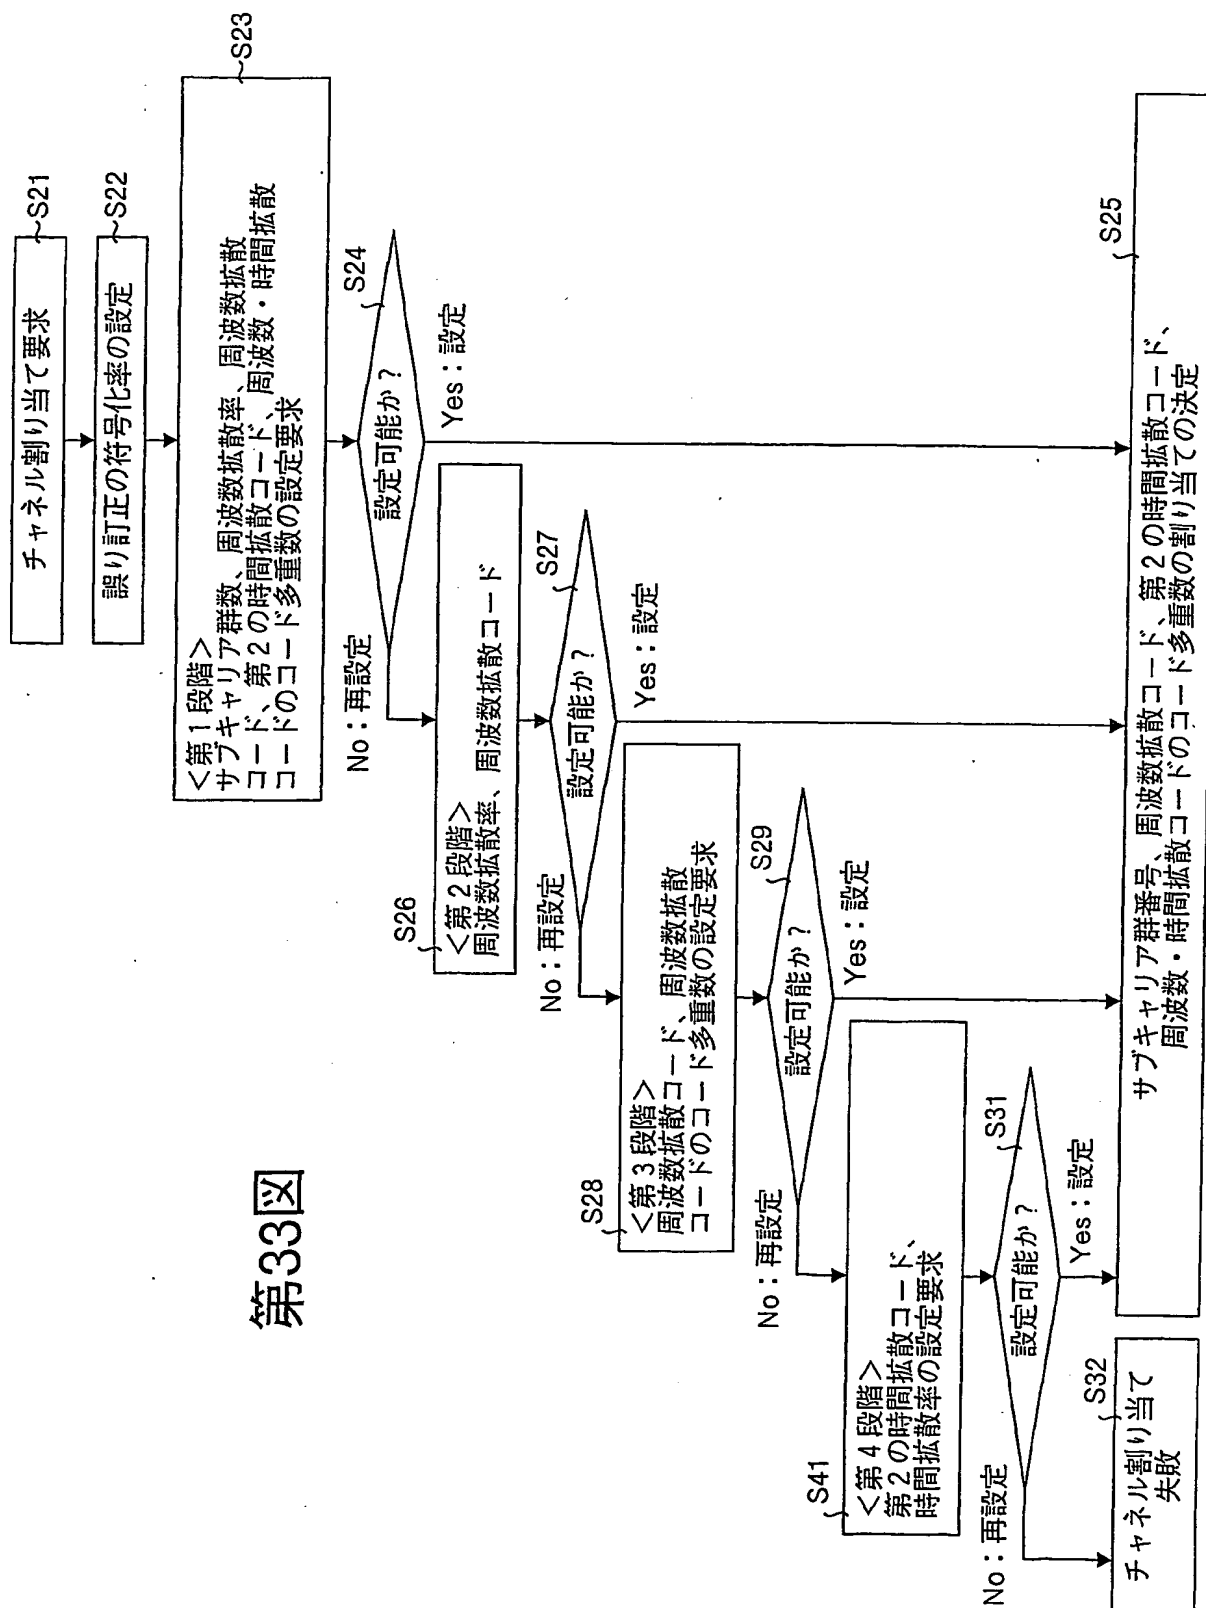 第33図
チャネル割り当て要求
S21
誤り訂正の符号化率の設定
S22
<第1段階>
サブキャリア群数、周波数拡散率、周波数拡散
コード、第2の時間拡散コード、周波数・時間拡散
コードのコード多重数の設定要求
S23
設定可能か?
S24
No:再設定
Yes:設定
S26
<第2段階>
周波数拡散率、周波数拡散コード
設定可能か?
S27
No:再設定
Yes:設定
S28
<第3段階>
周波数拡散コード、周波数拡散
コードのコード多重数の設定要求
設定可能か?
S29
No:再設定
Yes:設定
S41
<第4段階>
第2の時間拡散コード、
時間拡散率の設定要求
設定可能か?
S31
No:再設定
Yes:設定
S32
チャネル割り当て
失敗
S25
サブキャリア群番号、周波数拡散コード、第2の時間拡散コード、
周波数・時間拡散コードのコード多重数の割り当ての決定